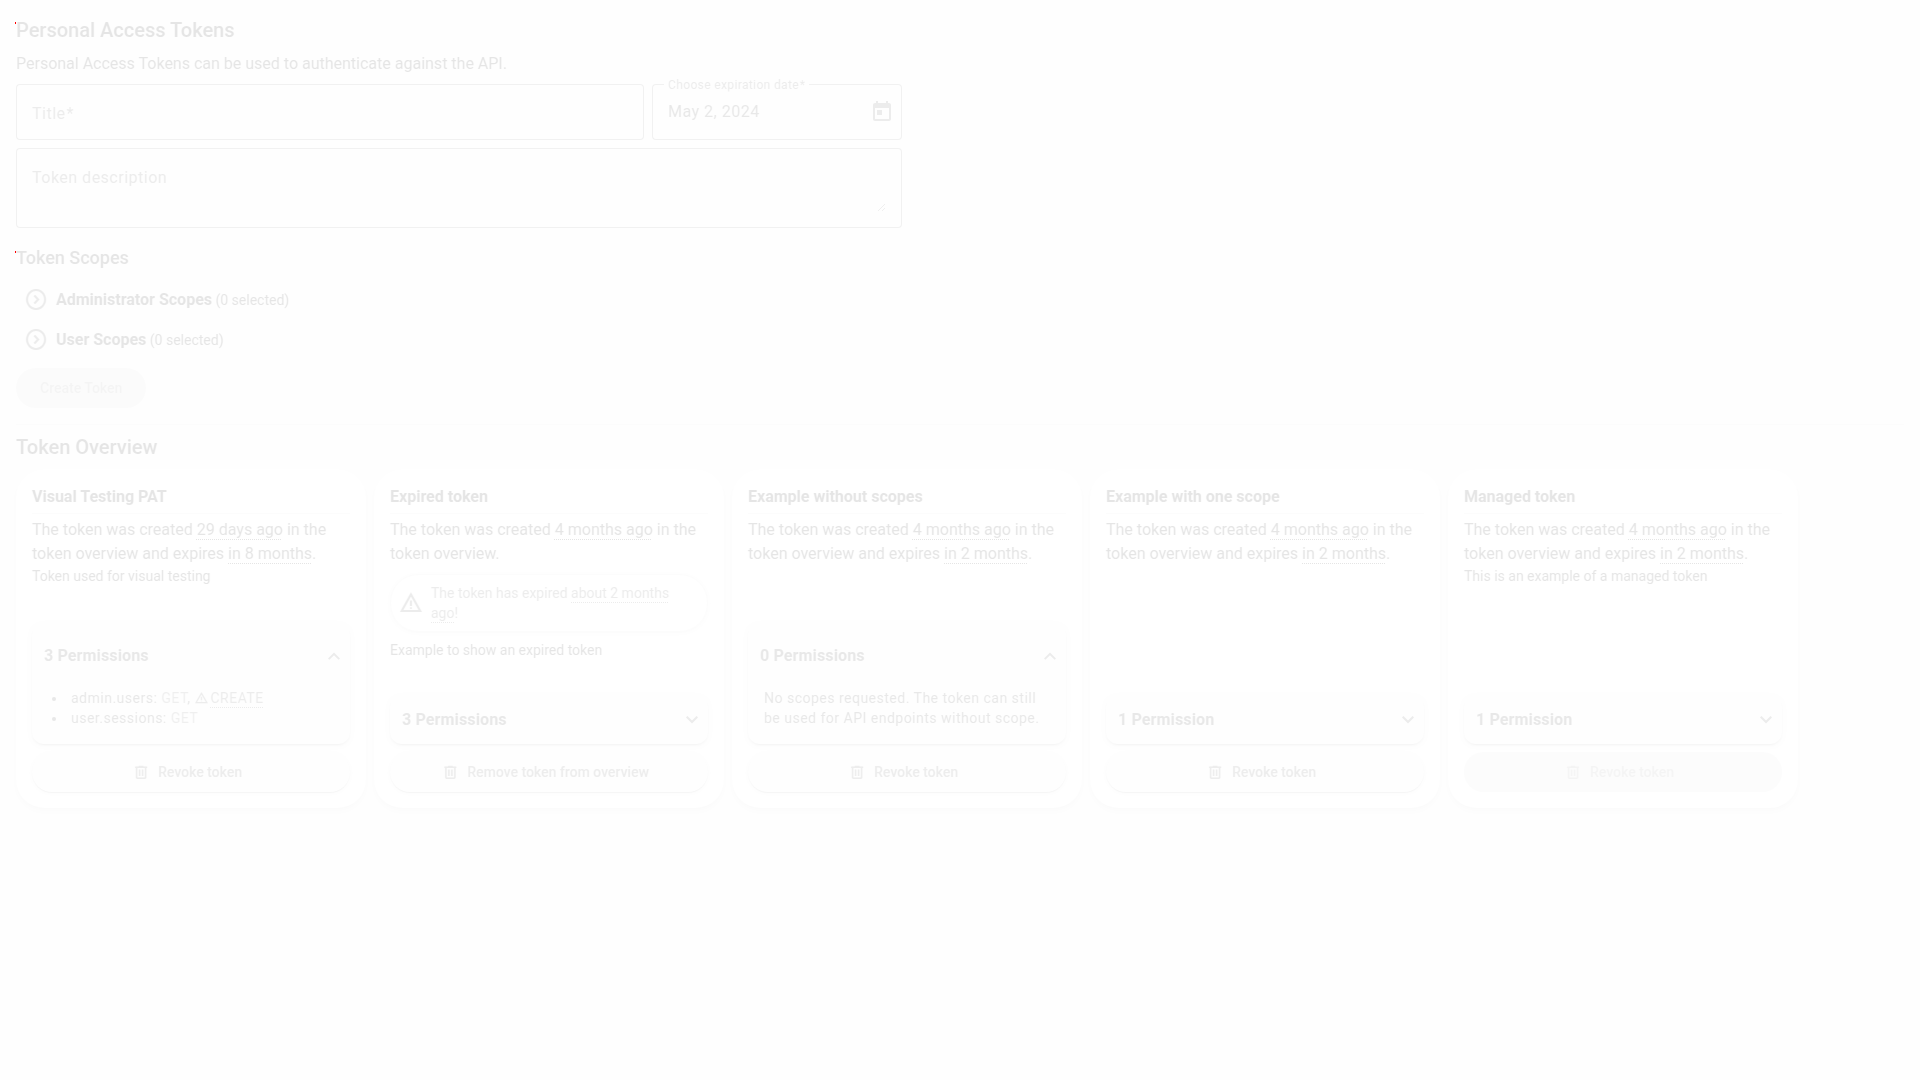 Personal Access Tokens
Personal Access Tokens can be used to authenticate against the API.
Title*
Choose expiration date*
May 2, 2024
Token description
Token Scopes
Administrator Scopes (0 selected)
User Scopes (0 selected)
Create Token
Token Overview
Visual Testing PAT
The token was created 29 days ago in the
token overview and expires in 8 months.
Token used for visual testing
3 Permissions
admin.users: GET, CREATE
user.sessions: GET
Revoke token
Expired token
The token was created 4 months ago in the
token overview.
The token has expired about 2 months
ago!
Example to show an expired token
3 Permissions
Remove token from overview
Example without scopes
The token was created 4 months ago in the
token overview and expires in 2 months.
0 Permissions
No scopes requested. The token can still
be used for API endpoints without scope.
Revoke token
Example with one scope
The token was created 4 months ago in the
token overview and expires in 2 months.
1 Permission
Revoke token
Managed token
The token was created 4 months ago in the
token overview and expires in 2 months.
This is an example of a managed token
1 Permission
Revoke token